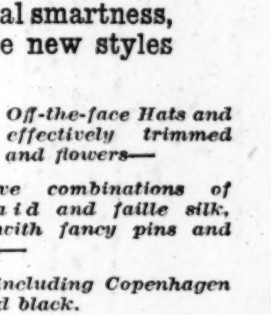 al smartness,
e new styles
Off-the-face Hats and
effectively trimmed
and flowers—
ve combinations of
aid and faille silk,
with fancy pins and
—
including Copenhagen
d black.